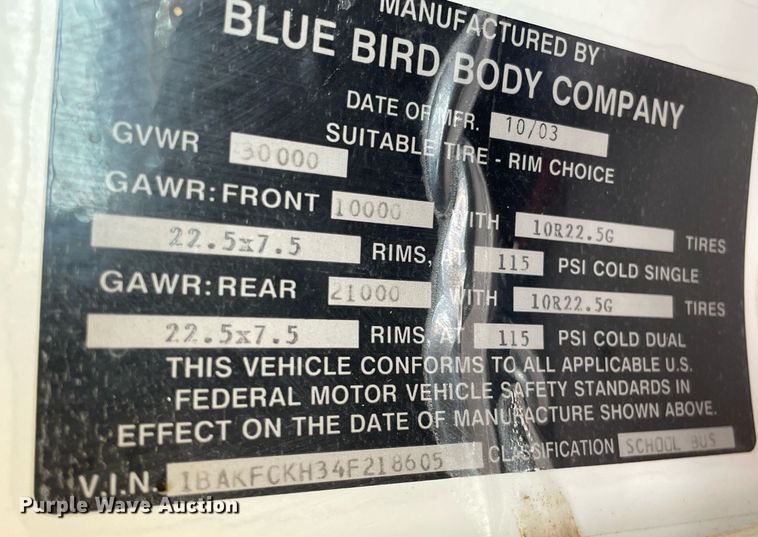 MANUFACTURED BY
BLUE BIRD BODY COMPANY
DATE OF MFR. 10/03
GVWR 30000 SUITABLE TIRE - RIM CHOICE
GAWR: FRONT 10000 WITH 10R22.5G TIRES
22.5x7.5 RIMS, AT 115 PSI COLD SINGLE
GAWR: REAR 21000 WITH 10R22.5G TIRES
22.5x7.5 RIMS, AT 115 PSI COLD DUAL
THIS VEHICLE CONFORMS TO ALL APPLICABLE U.S.
FEDERAL MOTOR VEHICLE SAFETY STANDARDS IN
EFFECT ON THE DATE OF MANUFACTURE SHOWN ABOVE.
V.I.N. 1BAKFCKH34F218605 CLASSIFICATION SCHOOL BUS
Purple Wave Auction